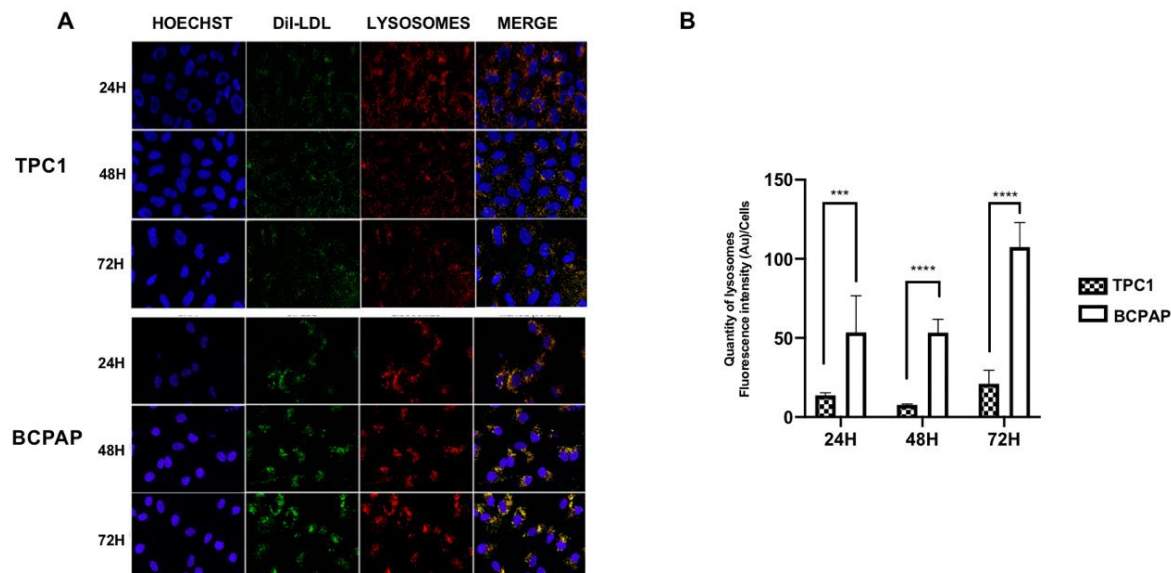 A
HOECHST
DiI-LDL
LYSOSOMES
MERGE
24H
TPC1
48H
72H
24H
BCPAP
48H
72H
B
Quantity of lysosomes
Fluorescence intensity (Au)/Cells
150
100
50
0
***
****
****
24H
48H
72H
TPC1
BCPAP